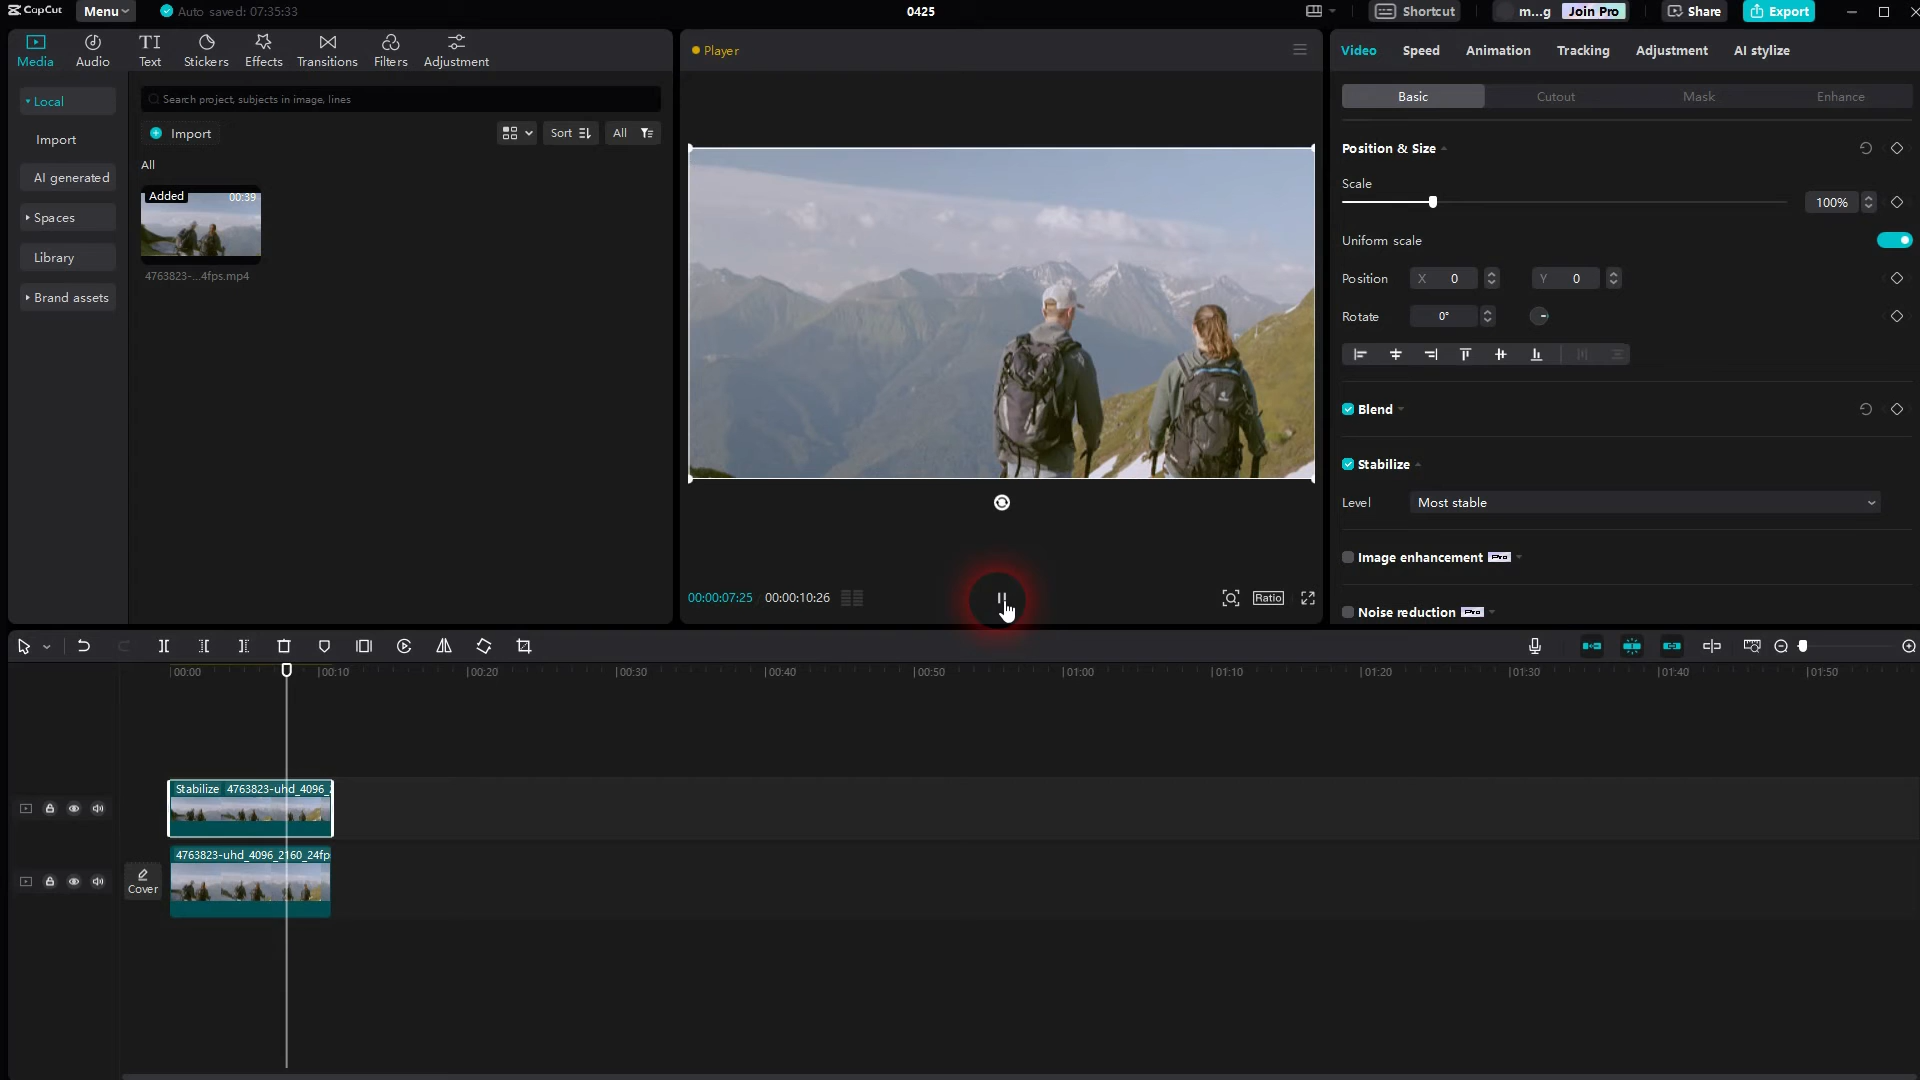 CapCut
Menu
Auto saved: 07:35:33
0425
Shortcut
m...g
Join Pro
Share
Export
Media
Audio
Text
Stickers
Effects
Transitions
Filters
Adjustment
Local
Import
AI generated
Spaces
Library
Brand assets
Search project, subjects in image, lines
Import
Sort
All
All
Added
00:39
4763823-...4fps.mp4
Player
00:00:07:25
00:00:10:26
Ratio
Video
Speed
Animation
Tracking
Adjustment
AI stylize
Basic
Cutout
Mask
Enhance
Position & Size
Scale
100%
Uniform scale
Position
X 0
Y 0
Rotate
0°
Blend
Stabilize
Level
Most stable
Image enhancement Pro
Noise reduction Pro
00:00
00:10
00:20
00:30
00:40
00:50
01:00
01:10
01:20
01:30
01:40
01:50
Stabilize 4763823-uhd_4096_2
Cover
4763823-uhd_4096_2160_24fp